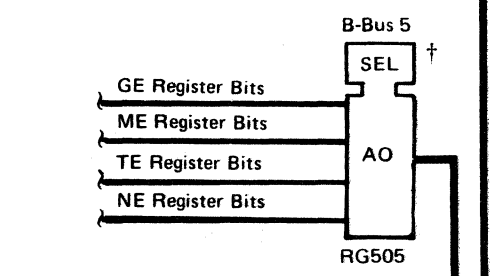 B-Bus 5
†
SEL
GE Register Bits
ME Register Bits
TE Register Bits
AO
NE Register Bits
RG505